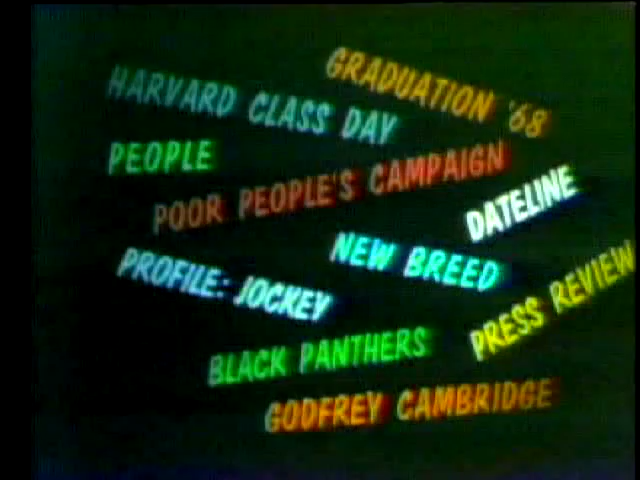 GRADUATION '68
HARVARD CLASS DAY
PEOPLE
POOR PEOPLE'S CAMPAIGN
DATELINE
NEW BREED
PROFILE: JOCKEY
PRESS REVIEW
BLACK PANTHERS
GODFREY CAMBRIDGE